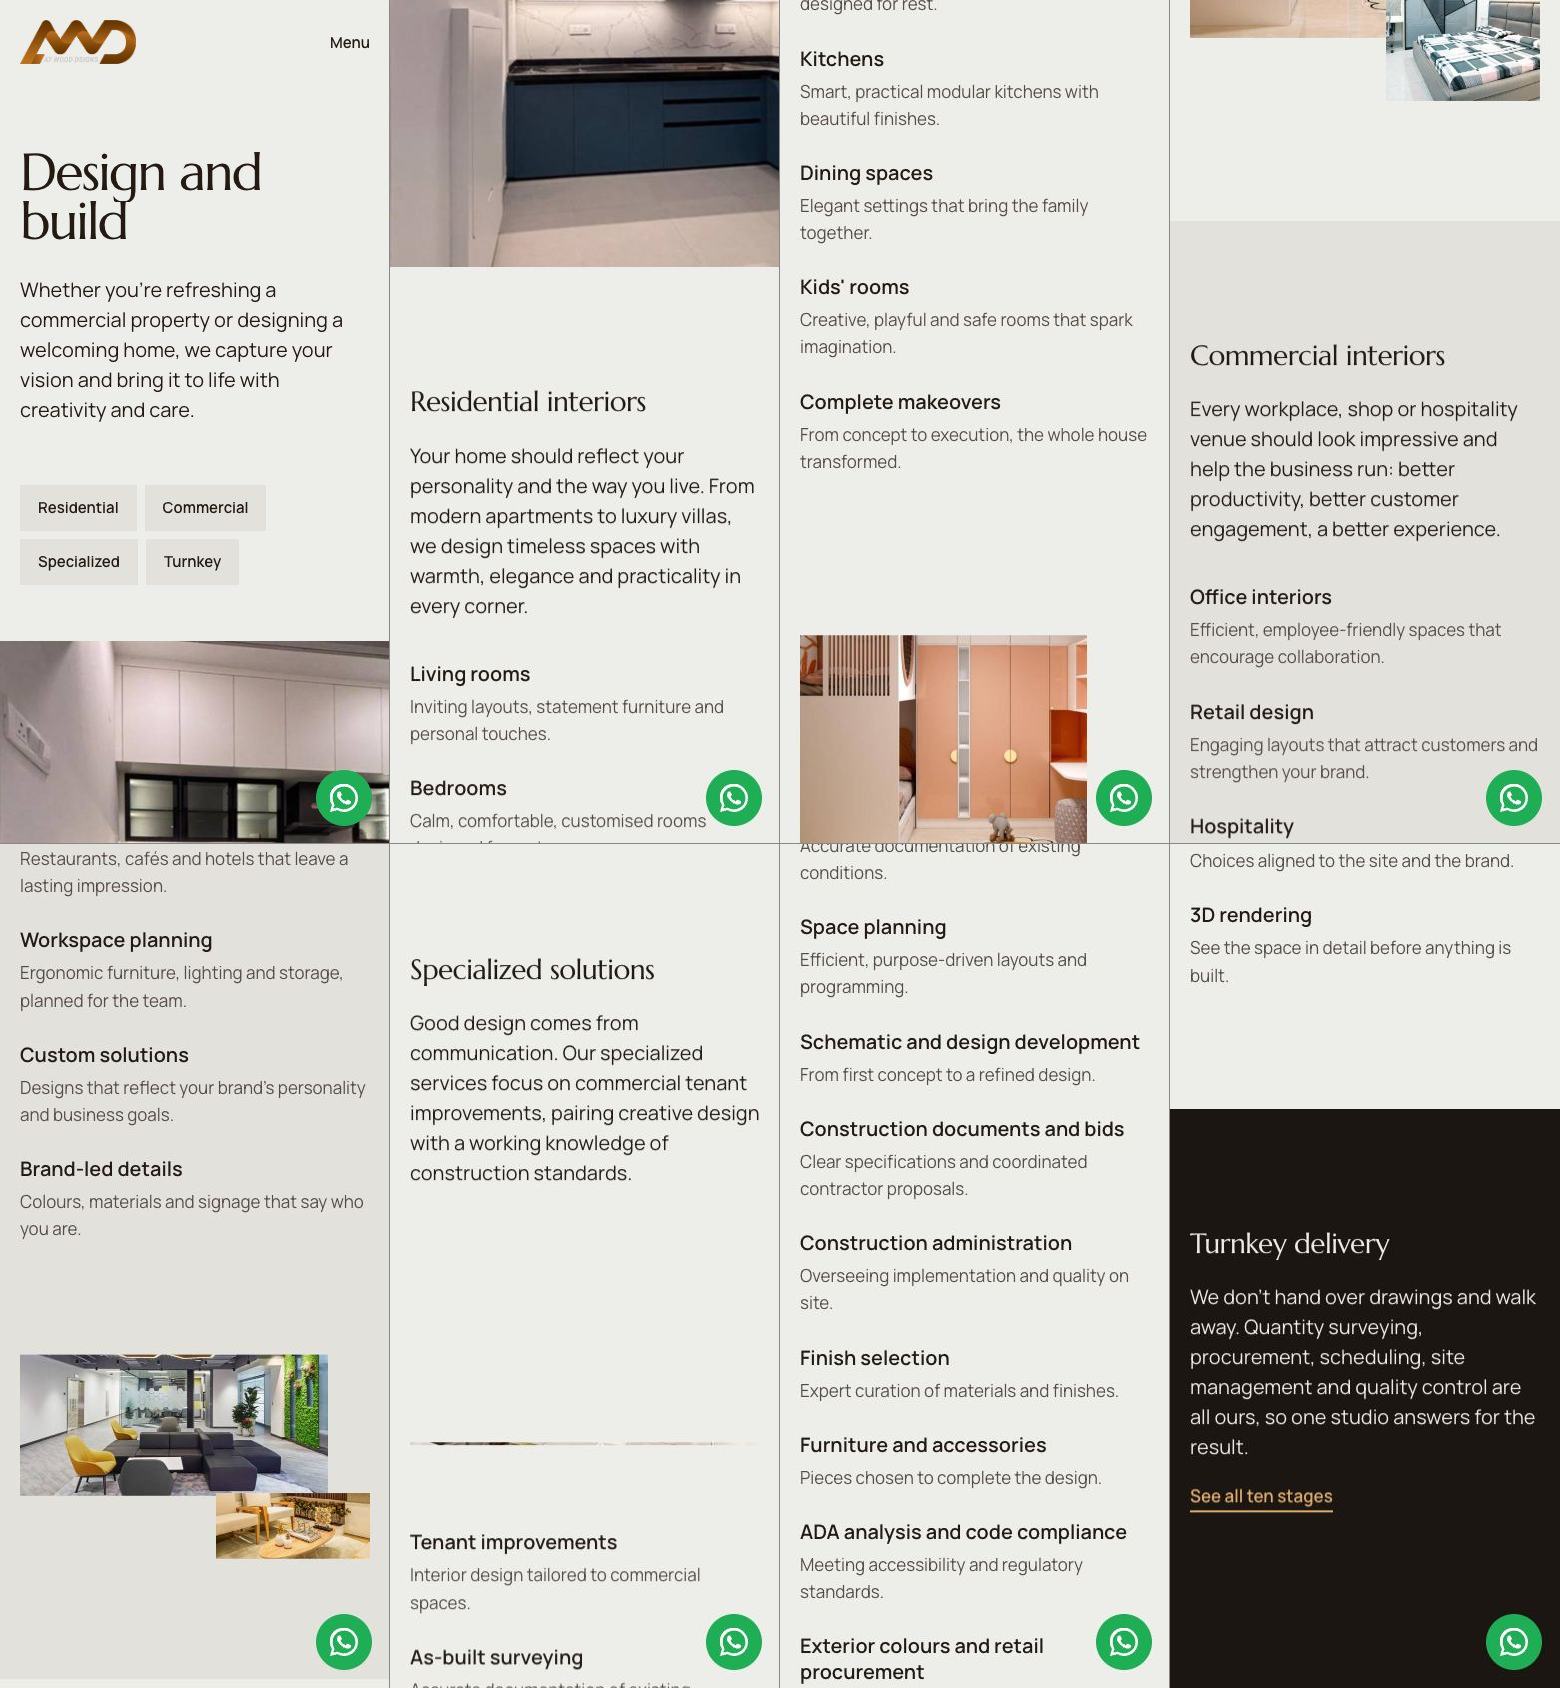 AT WOOD DSIGNS
Menu
Design and
build
Whether you're refreshing a
commercial property or designing a
welcoming home, we capture your
vision and bring it to life with
creativity and care.
Residential
Commercial
Specialized
Turnkey
Residential interiors
Your home should reflect your
personality and the way you live. From
modern apartments to luxury villas,
we design timeless spaces with
warmth, elegance and practicality in
every corner.
Living rooms
Inviting layouts, statement furniture and
personal touches.
Bedrooms
Calm, comfortable, customised rooms
designed for rest.
Kitchens
Smart, practical modular kitchens with
beautiful finishes.
Dining spaces
Elegant settings that bring the family
together.
Kids' rooms
Creative, playful and safe rooms that spark
imagination.
Complete makeovers
From concept to execution, the whole house
transformed.
Commercial interiors
Every workplace, shop or hospitality
venue should look impressive and
help the business run: better
productivity, better customer
engagement, a better experience.
Office interiors
Efficient, employee-friendly spaces that
encourage collaboration.
Retail design
Engaging layouts that attract customers and
strengthen your brand.
Hospitality
Restaurants, cafés and hotels that leave a
lasting impression.
Workspace planning
Ergonomic furniture, lighting and storage,
planned for the team.
Custom solutions
Designs that reflect your brand's personality
and business goals.
Brand-led details
Colours, materials and signage that say who
you are.
Specialized solutions
Good design comes from
communication. Our specialized
services focus on commercial tenant
improvements, pairing creative design
with a working knowledge of
construction standards.
Tenant improvements
Interior design tailored to commercial
spaces.
As-built surveying
Accurate documentation of existing
conditions.
Space planning
Efficient, purpose-driven layouts and
programming.
Schematic and design development
From first concept to a refined design.
Construction documents and bids
Clear specifications and coordinated
contractor proposals.
Construction administration
Overseeing implementation and quality on
site.
Finish selection
Expert curation of materials and finishes.
Furniture and accessories
Pieces chosen to complete the design.
ADA analysis and code compliance
Meeting accessibility and regulatory
standards.
Exterior colours and retail
procurement
Choices aligned to the site and the brand.
3D rendering
See the space in detail before anything is
built.
Turnkey delivery
We don't hand over drawings and walk
away. Quantity surveying,
procurement, scheduling, site
management and quality control are
all ours, so one studio answers for the
result.
See all ten stages